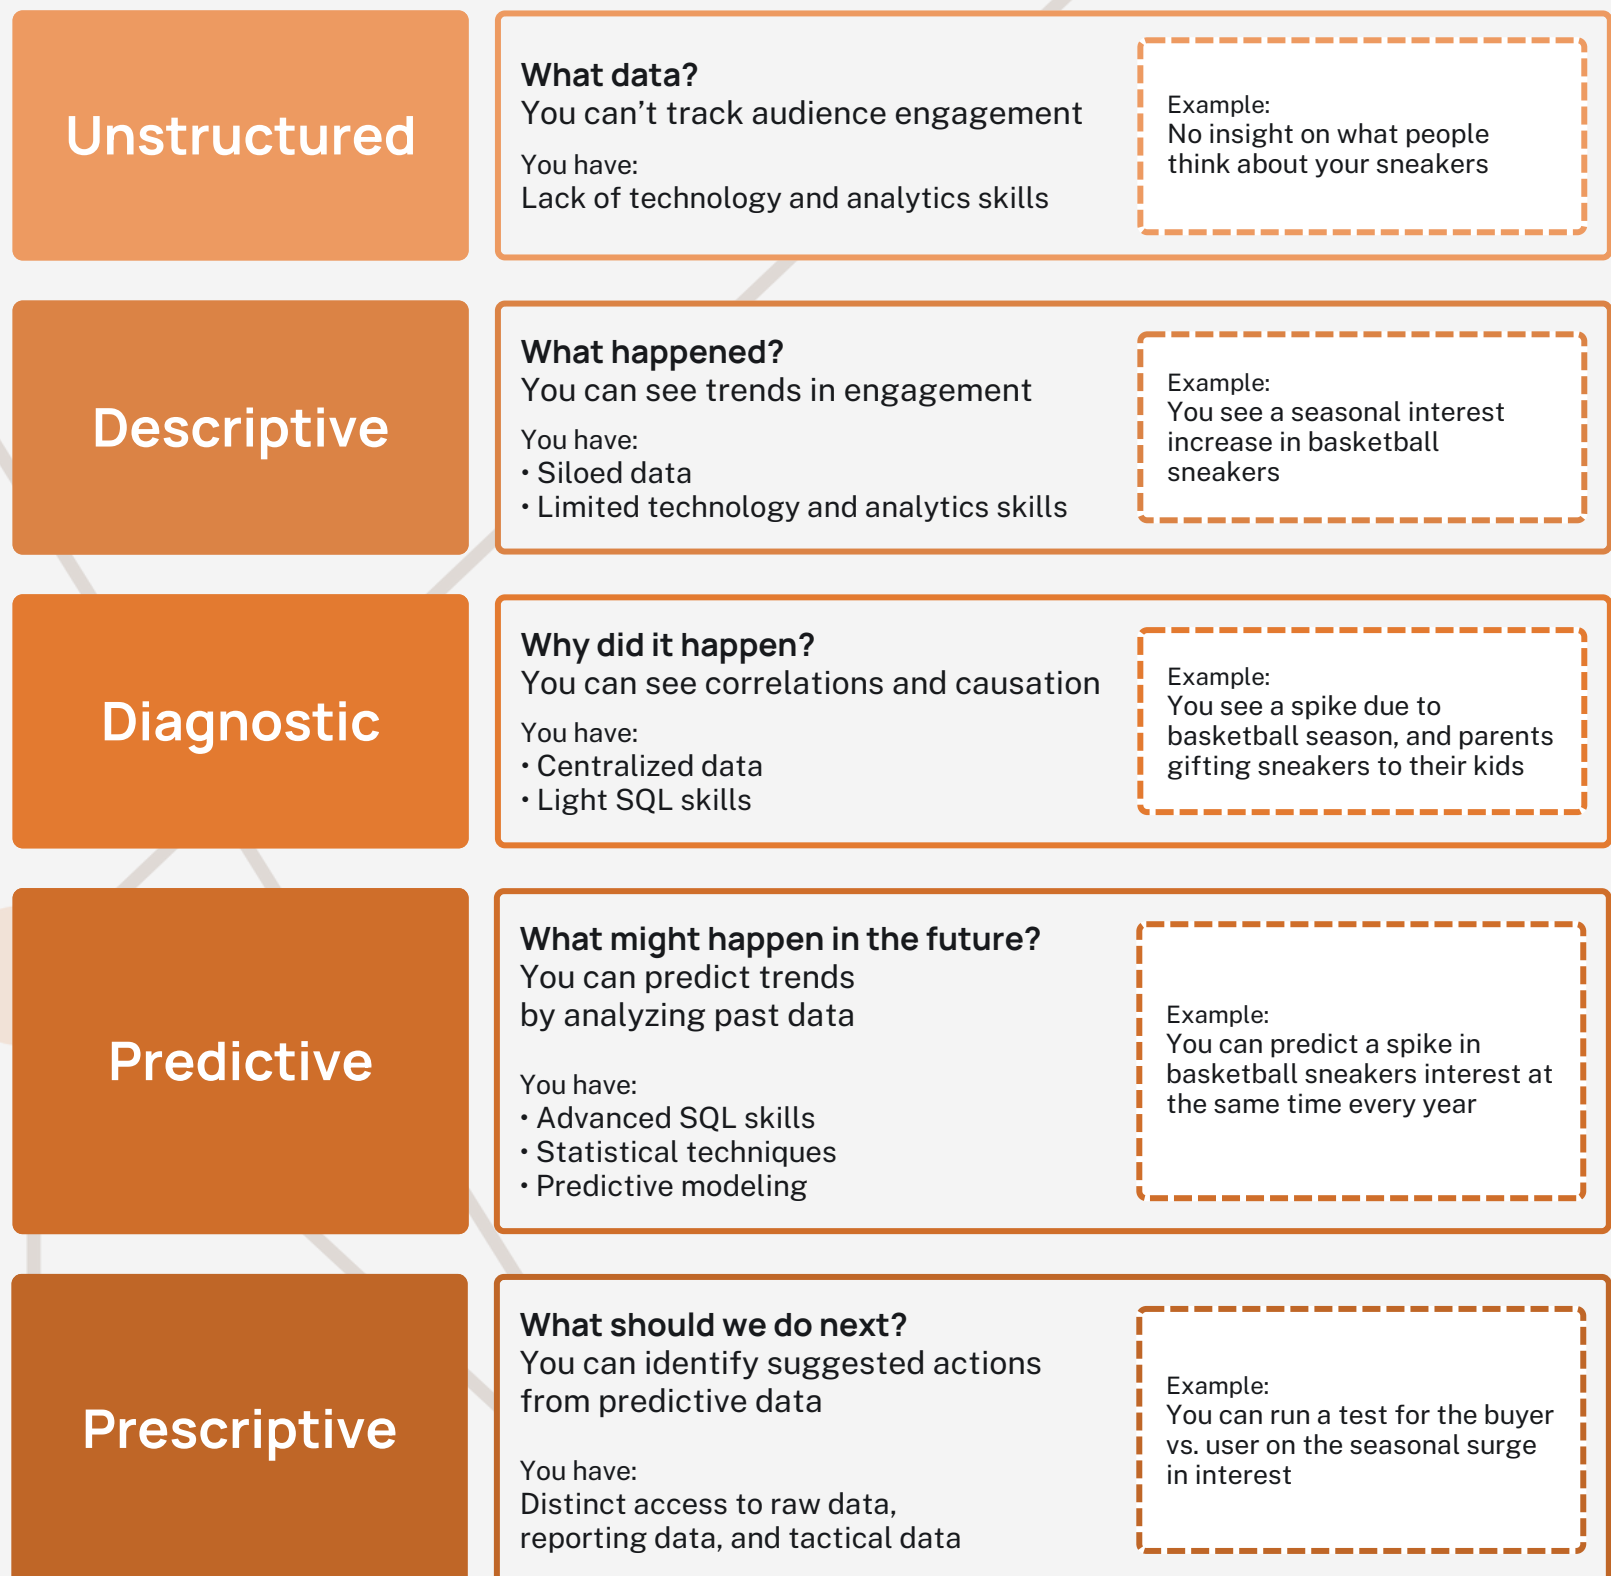 Unstructured
What data?
You can’t track audience engagement
You have:
Lack of technology and analytics skills
Example:
No insight on what people
think about your sneakers
Descriptive
What happened?
You can see trends in engagement
You have:
• Siloed data
• Limited technology and analytics skills
Example:
You see a seasonal interest
increase in basketball
sneakers
Diagnostic
Why did it happen?
You can see correlations and causation
You have:
• Centralized data
• Light SQL skills
Example:
You see a spike due to
basketball season, and parents
gifting sneakers to their kids
Predictive
What might happen in the future?
You can predict trends
by analyzing past data
You have:
• Advanced SQL skills
• Statistical techniques
• Predictive modeling
Example:
You can predict a spike in
basketball sneakers interest at
the same time every year
Prescriptive
What should we do next?
You can identify suggested actions
from predictive data
You have:
Distinct access to raw data,
reporting data, and tactical data
Example:
You can run a test for the buyer
vs. user on the seasonal surge
in interest